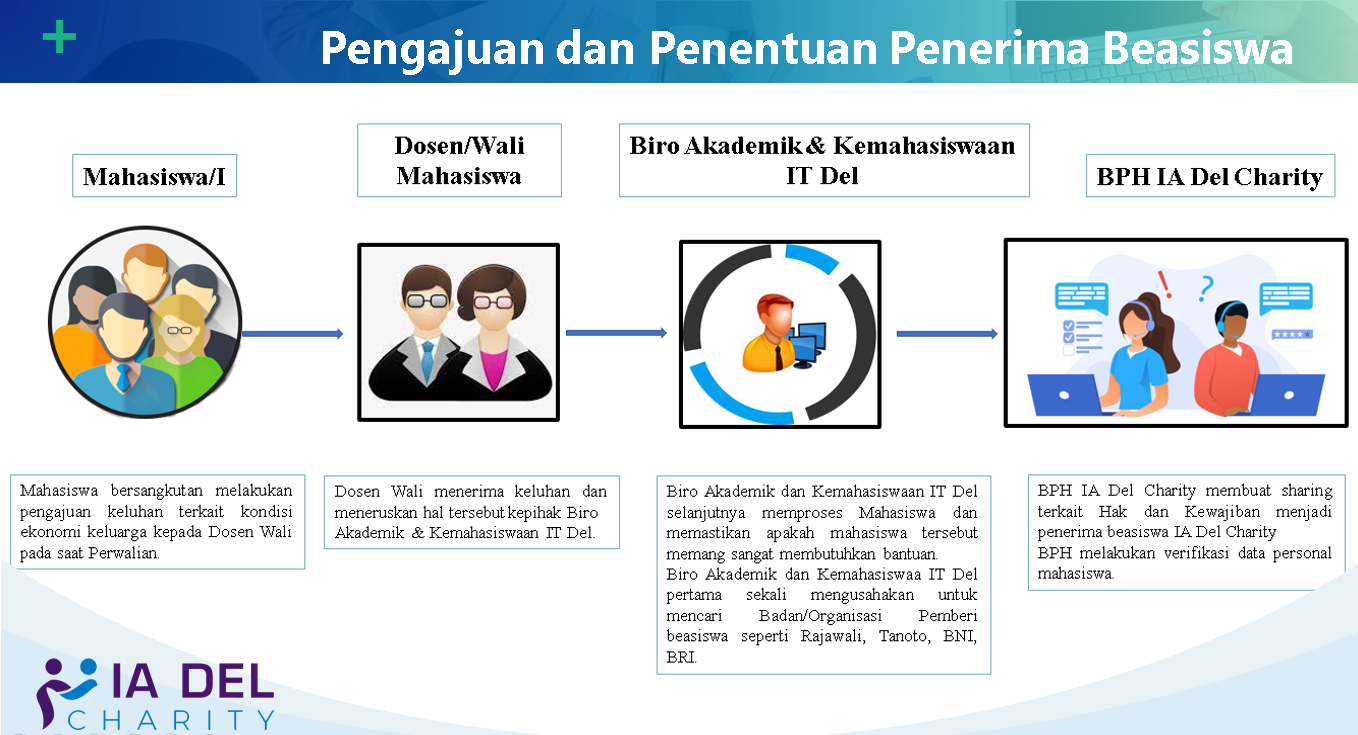 Pengajuan dan Penentuan Penerima Beasiswa
Mahasiswa/I
Dosen/Wali
Mahasiswa
Biro Akademik & Kemahasiswaan
IT Del
BPH IA Del Charity
Mahasiswa bersangkutan melakukan
pengajuan keluhan terkait kondisi
ekonomi keluarga kepada Dosen Wali
pada saat Perwalian.
Dosen Wali menerima keluhan dan
meneruskan hal tersebut kepihak Biro
Akademik & Kemahasiswaan IT Del.
Biro Akademik dan Kemahasiswaan IT Del
selanjutnya memproses Mahasiswa dan
memastikan apakah mahasiswa tersebut
memang sangat membutuhkan bantuan.
Biro Akademik dan Kemahasiswaa IT Del
pertama sekali mengusahakan untuk
mencari Badan/Organisasi Pemberi
beasiswa seperti Rajawali, Tanoto, BNI,
BRI.
BPH IA Del Charity membuat sharing
terkait Hak dan Kewajiban menjadi
penerima beasiswa IA Del Charity
BPH melakukan verifikasi data personal
mahasiswa.
IA DEL
CHARITY